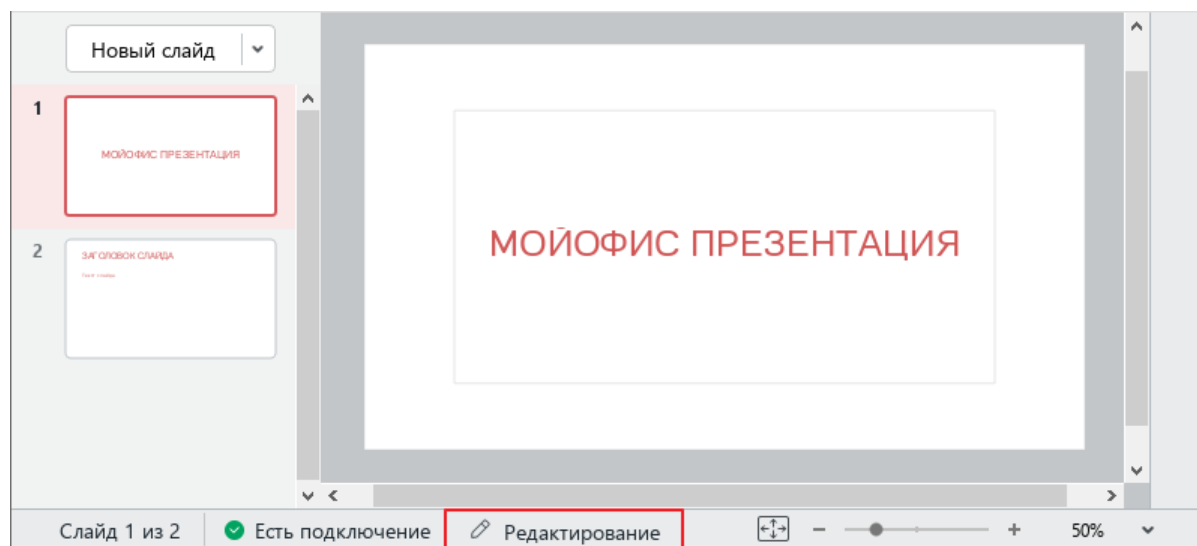 Новый слайд
1
МОЙОФИС ПРЕЗЕНТАЦИЯ
2
ЗАГОЛОВОК СЛАЙДА
МОЙОФИС ПРЕЗЕНТАЦИЯ
Слайд 1 из 2
Есть подключение
Редактирование
50%